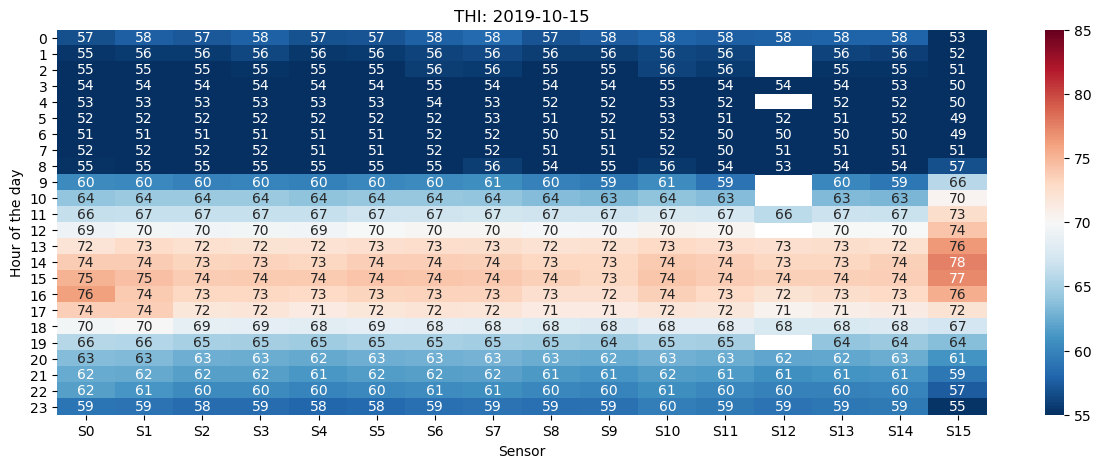 THI: 2019-10-15
0 57 58 57 58 57 57 58 58 57 58 58 58 58 58 58 53
1 55 56 56 56 56 56 56 56 56 56 56 56 56 56 52
2 55 55 55 55 55 55 56 56 55 55 56 56 55 55 51
3 54 54 54 54 54 54 55 54 54 54 55 54 54 54 53 50
4 53 53 53 53 53 53 54 53 53 52 53 52 52 52 50
5 52 52 52 52 52 52 52 53 51 52 53 51 52 51 52 49
6 51 51 51 51 51 51 52 52 50 51 52 50 50 50 50 49
7 52 52 52 52 51 52 52 52 51 51 52 50 51 51 51 51
8 55 55 55 55 55 55 55 56 54 55 56 54 53 54 54 57
9 60 60 60 60 60 60 60 61 60 59 61 59 60 59 66
10 64 64 64 64 64 64 64 64 64 63 64 63 63 63 70
11 66 67 67 67 67 67 67 67 67 67 67 67 66 67 67 73
12 69 70 70 70 69 70 70 70 70 70 70 70 70 70 74
13 72 73 72 72 72 73 73 73 72 72 73 73 73 73 72 76
14 74 74 73 73 73 74 74 74 73 73 74 74 73 73 74 78
15 75 75 74 74 74 74 74 74 74 73 74 74 74 74 74 77
16 76 74 73 73 73 73 73 73 72 73 74 73 72 73 73 76
17 74 74 72 72 71 72 72 72 71 71 72 72 71 71 71 72
18 70 70 69 69 68 69 68 68 68 68 68 68 68 68 68 67
19 66 66 65 65 65 65 65 65 65 64 65 65 64 64 64
20 63 63 63 63 62 63 63 63 63 62 63 63 62 62 63 61
21 62 62 62 62 61 62 62 62 61 61 62 61 61 61 61 59
22 62 61 60 60 60 60 61 61 60 60 61 60 60 60 60 57
23 59 59 58 59 58 58 59 59 59 59 60 59 59 59 59 55
S0 S1 S2 S3 S4 S5 S6 S7 S8 S9 S10 S11 S12 S13 S14 S15
Sensor
Hour of the day
85
80
75
70
65
60
55